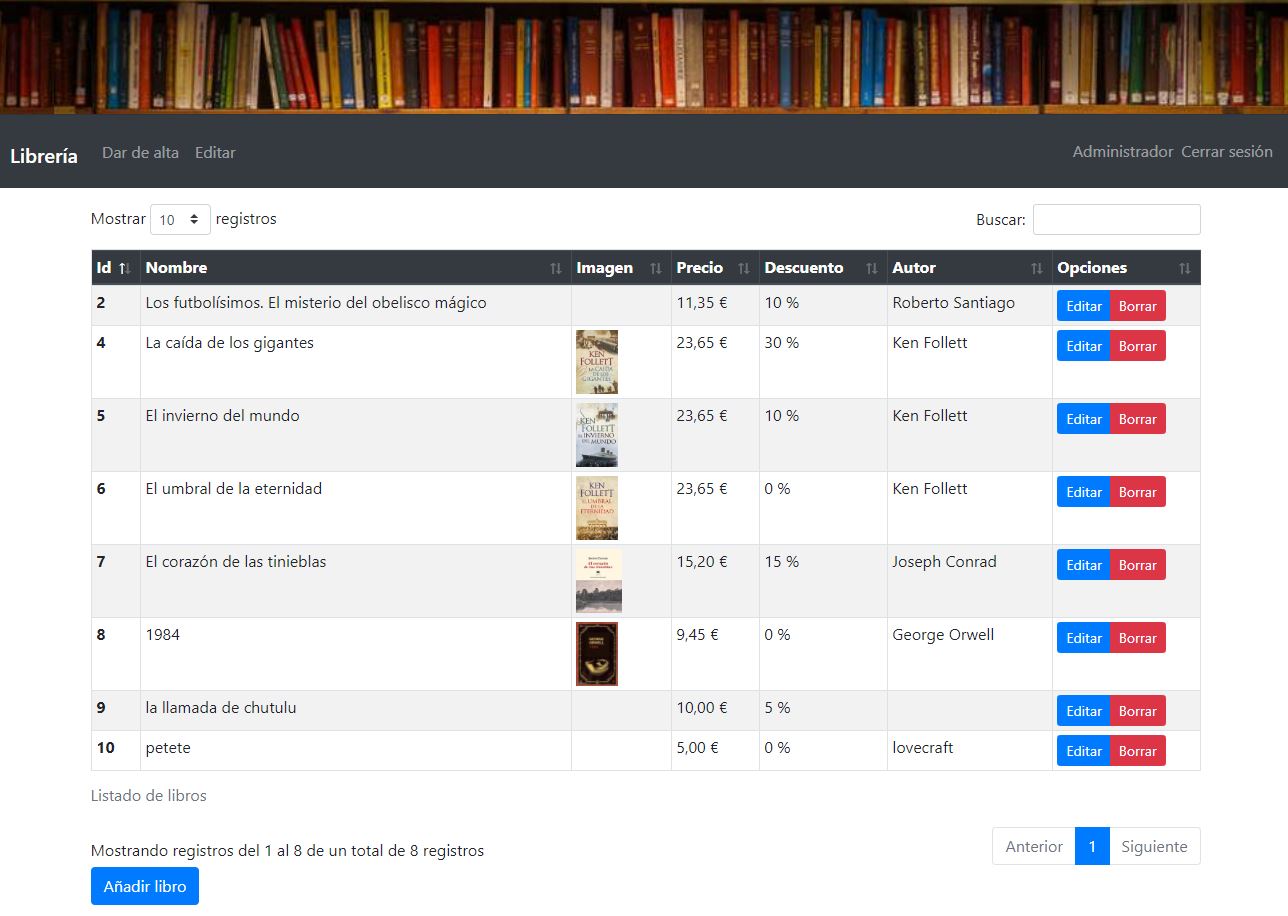 Librería Dar de alta Editar Administrador Cerrar sesión
Mostrar 10 registros Buscar:
Id Nombre Imagen Precio Descuento Autor Opciones
2 Los futbolísimos. El misterio del obelisco mágico 11,35 € 10 % Roberto Santiago Editar Borrar
4 La caída de los gigantes 23,65 € 30 % Ken Follett Editar Borrar
KEN
FOLLETT
LA CAÍDA
DE LOS
GIGANTES
5 El invierno del mundo 23,65 € 10 % Ken Follett Editar Borrar
KEN
FOLLETT
EL INVIERNO
DEL MUNDO
6 El umbral de la eternidad 23,65 € 0 % Ken Follett Editar Borrar
KEN
FOLLETT
EL UMBRAL
DE LA
ETERNIDAD
7 El corazón de las tinieblas 15,20 € 15 % Joseph Conrad Editar Borrar
El corazón
de las tinieblas
8 1984 9,45 € 0 % George Orwell Editar Borrar
GEORGE
ORWELL
1984
9 la llamada de chutulu 10,00 € 5 % Editar Borrar
10 petete 5,00 € 0 % lovecraft Editar Borrar
Listado de libros
Mostrando registros del 1 al 8 de un total de 8 registros Anterior 1 Siguiente
Añadir libro